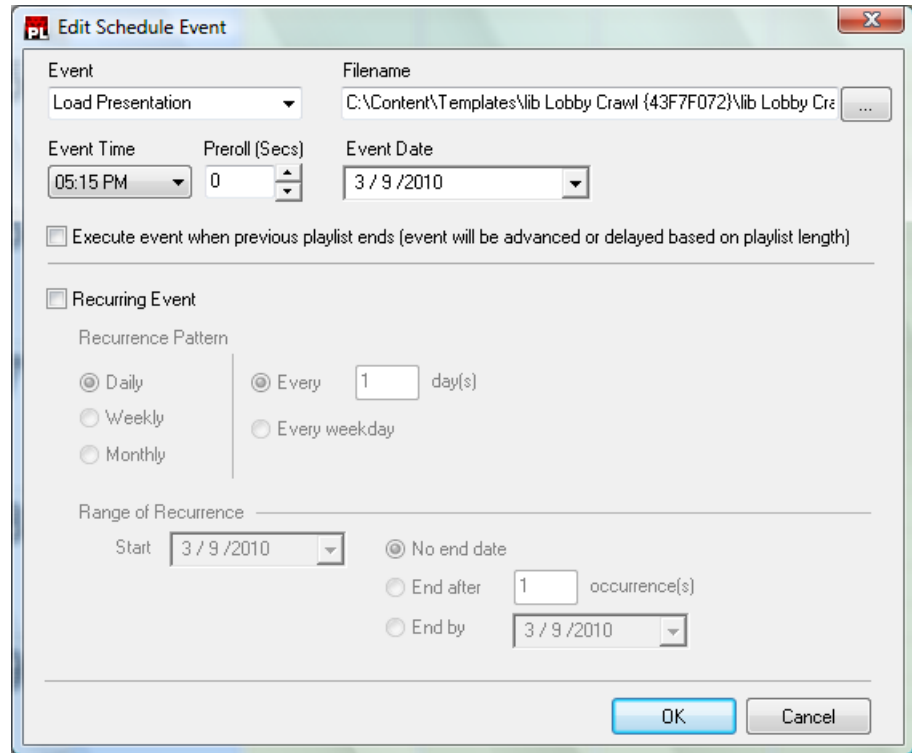 PL Edit Schedule Event
Event Filename
Load Presentation C:\Content\Templates\lib Lobby Crawl {43F7F072}\lib Lobby Cra ...
Event Time Preroll (Secs) Event Date
05:15 PM 0 3 / 9 /2010
Execute event when previous playlist ends (event will be advanced or delayed based on playlist length)
Recurring Event
Recurrence Pattern
Daily Every 1 day(s)
Weekly Every weekday
Monthly
Range of Recurrence
Start 3 / 9 /2010 No end date
End after 1 occurrence(s)
End by 3 / 9 /2010
OK Cancel